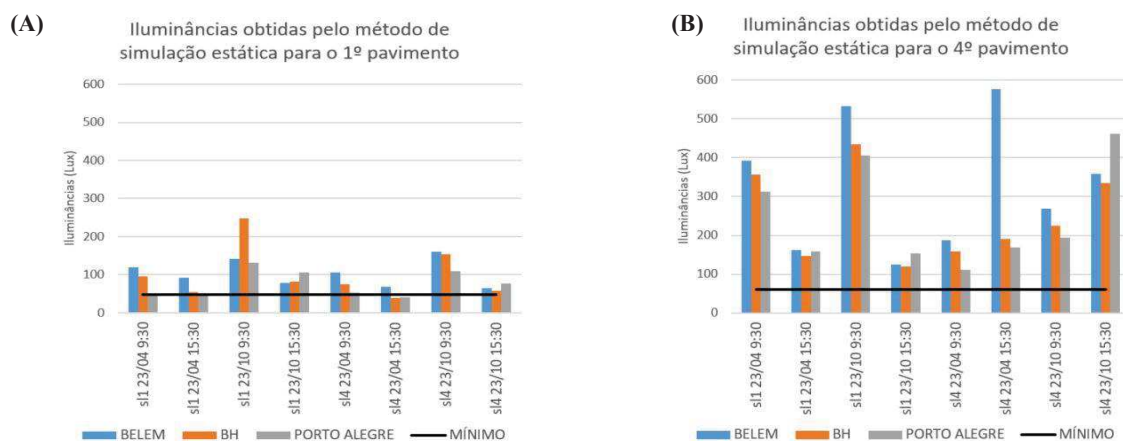 (A)
Iluminâncias obtidas pelo método de
simulação estática para o 1º pavimento
Iluminâncias (Lux)
600
500
400
300
200
100
0
sl1 23/04 9:30
sl1 23/04 15:30
sl1 23/10 9:30
sl1 23/10 15:30
sl4 23/04 9:30
sl4 23/04 15:30
sl4 23/10 9:30
sl4 23/10 15:30
BELEM BH PORTO ALEGRE MÍNIMO
(B)
Iluminâncias obtidas pelo método de
simulação estática para o 4º pavimento
Iluminâncias (Lux)
600
500
400
300
200
100
0
sl1 23/04 9:30
sl1 23/04 15:30
sl1 23/10 9:30
sl1 23/10 15:30
sl4 23/04 9:30
sl4 23/04 15:30
sl4 23/10 9:30
sl4 23/10 15:30
BELEM BH PORTO ALEGRE MÍNIMO